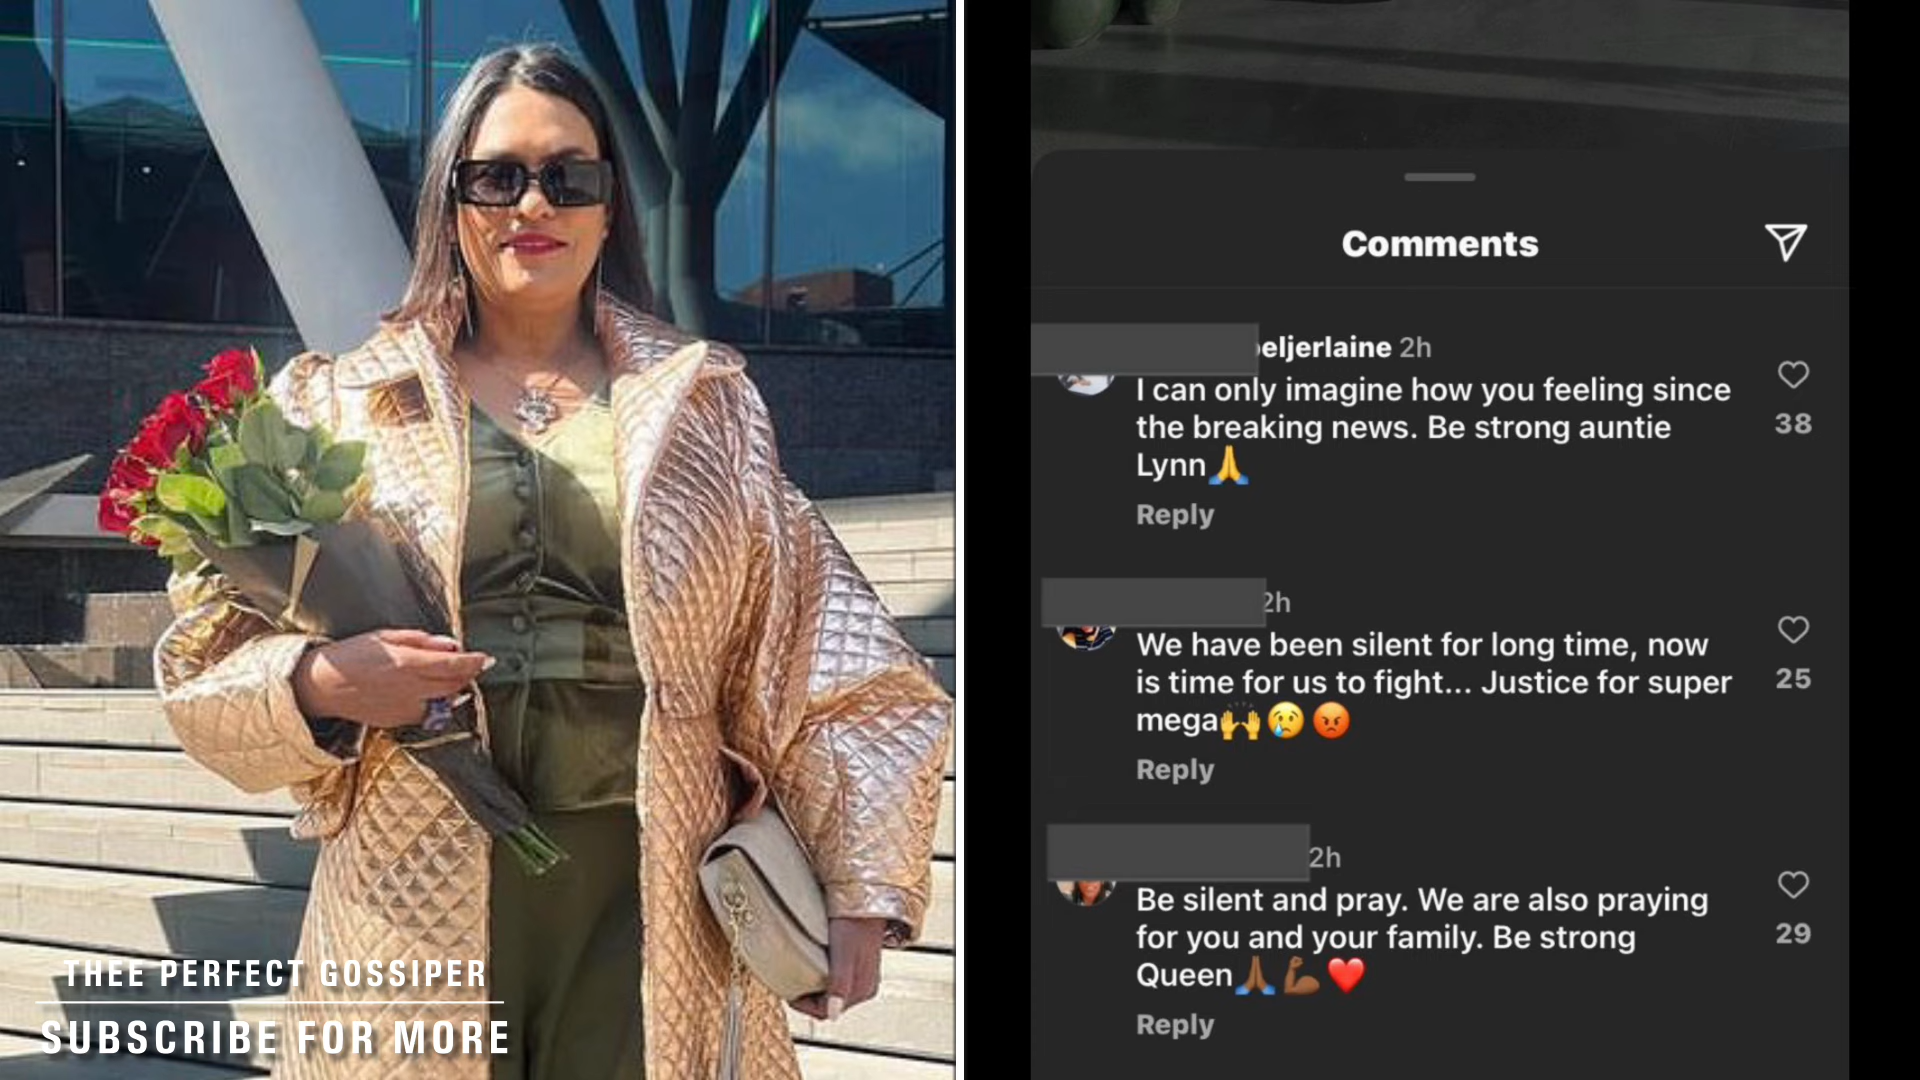 THEE PERFECT GOSSIPER
SUBSCRIBE FOR MORE
Comments
eljerlaine 2h
I can only imagine how you feeling since
the breaking news. Be strong auntie
Lynn🙏
38
Reply
2h
We have been silent for long time, now
is time for us to fight... Justice for super
mega🙌😢😡
25
Reply
2h
Be silent and pray. We are also praying
for you and your family. Be strong
Queen🙏🏾💪🏾❤️
29
Reply